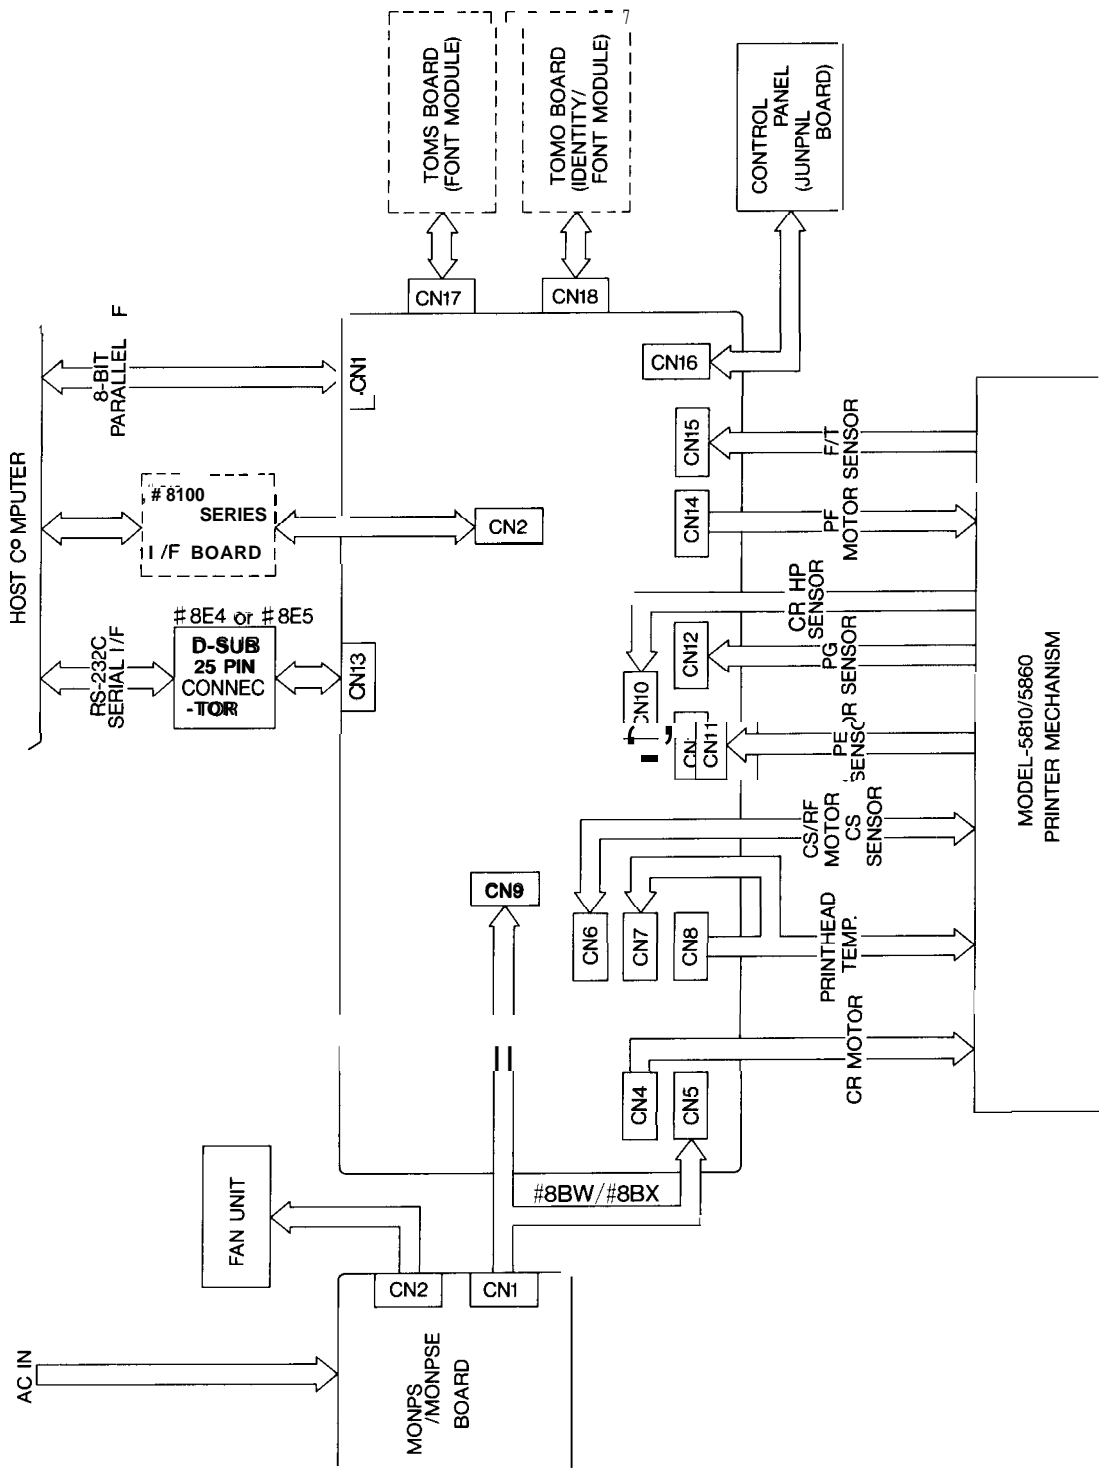 TOMS BOARD
(FONT MODULE)
TOMO BOARD
(IDENTITY/
FONT MODULE)
7
CONTROL
PANEL
(JUNPNL
BOARD)
CN17
CN18
HOST COMPUTER
8-BIT
PARALLEL F
CN1
CN16
# 8100
SERIES
I /F BOARD
CN2
CN15
F/T
SENSOR
CN14
PF
MOTOR
RS-232C
SERIAL I/F
#8E4 or #8E5
D-SUB
25 PIN
CONNEC
-TOR
CN13
CR HP
SENSOR
CN12
PG SENSOR
CN10
CN11
PE
SENSOR
MODEL-5810/5860
PRINTER MECHANISM
CS/RF
MOTOR
CS
SENSOR
CN9
CN6
CN7
CN8
PRINTHEAD
TEMP.
CN4
CN5
CR MOTOR
#8BW/#8BX
FAN UNIT
CN2
CN1
AC IN
MONPS
/MONPSE
BOARD